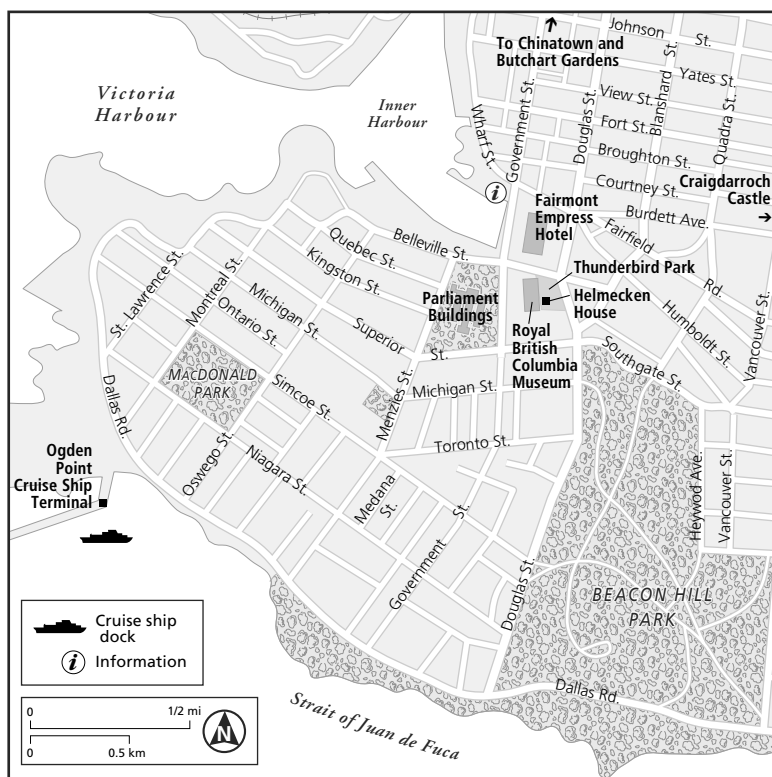 Johnson St.
To Chinatown and
Butchart Gardens
Victoria
Harbour
Inner
Harbour
Yates St.
View St.
Fort St.
Broughton St.
Courtney St.
Burdett Ave.
Wharf St.
Government St.
Douglas St.
Blanshard St.
Quadra St.
Craigdarroch
Castle
i
Fairmont
Empress
Hotel
Fairfield Rd.
Thunderbird Park
Helmecken
House
Humboldt St.
Vancouver St.
Belleville St.
Quebec St.
Kingston St.
Parliament
Buildings
Royal
British
Columbia
Museum
St. Lawrence St.
Montreal St.
Michigan St.
Ontario St.
Superior St.
Southgate St.
MACDONALD
PARK
Simcoe St.
Menzies St.
Michigan St.
Toronto St.
Dallas Rd.
Ogden
Point
Cruise Ship
Terminal
Oswego St.
Niagara St.
Medana
St.
Government St.
Douglas St.
Heywod Ave.
Vancouver St.
BEACON HILL
PARK
Dallas Rd.
Strait of Juan de Fuca
Cruise ship
dock
i Information
0 1/2 mi
0 0.5 km
N